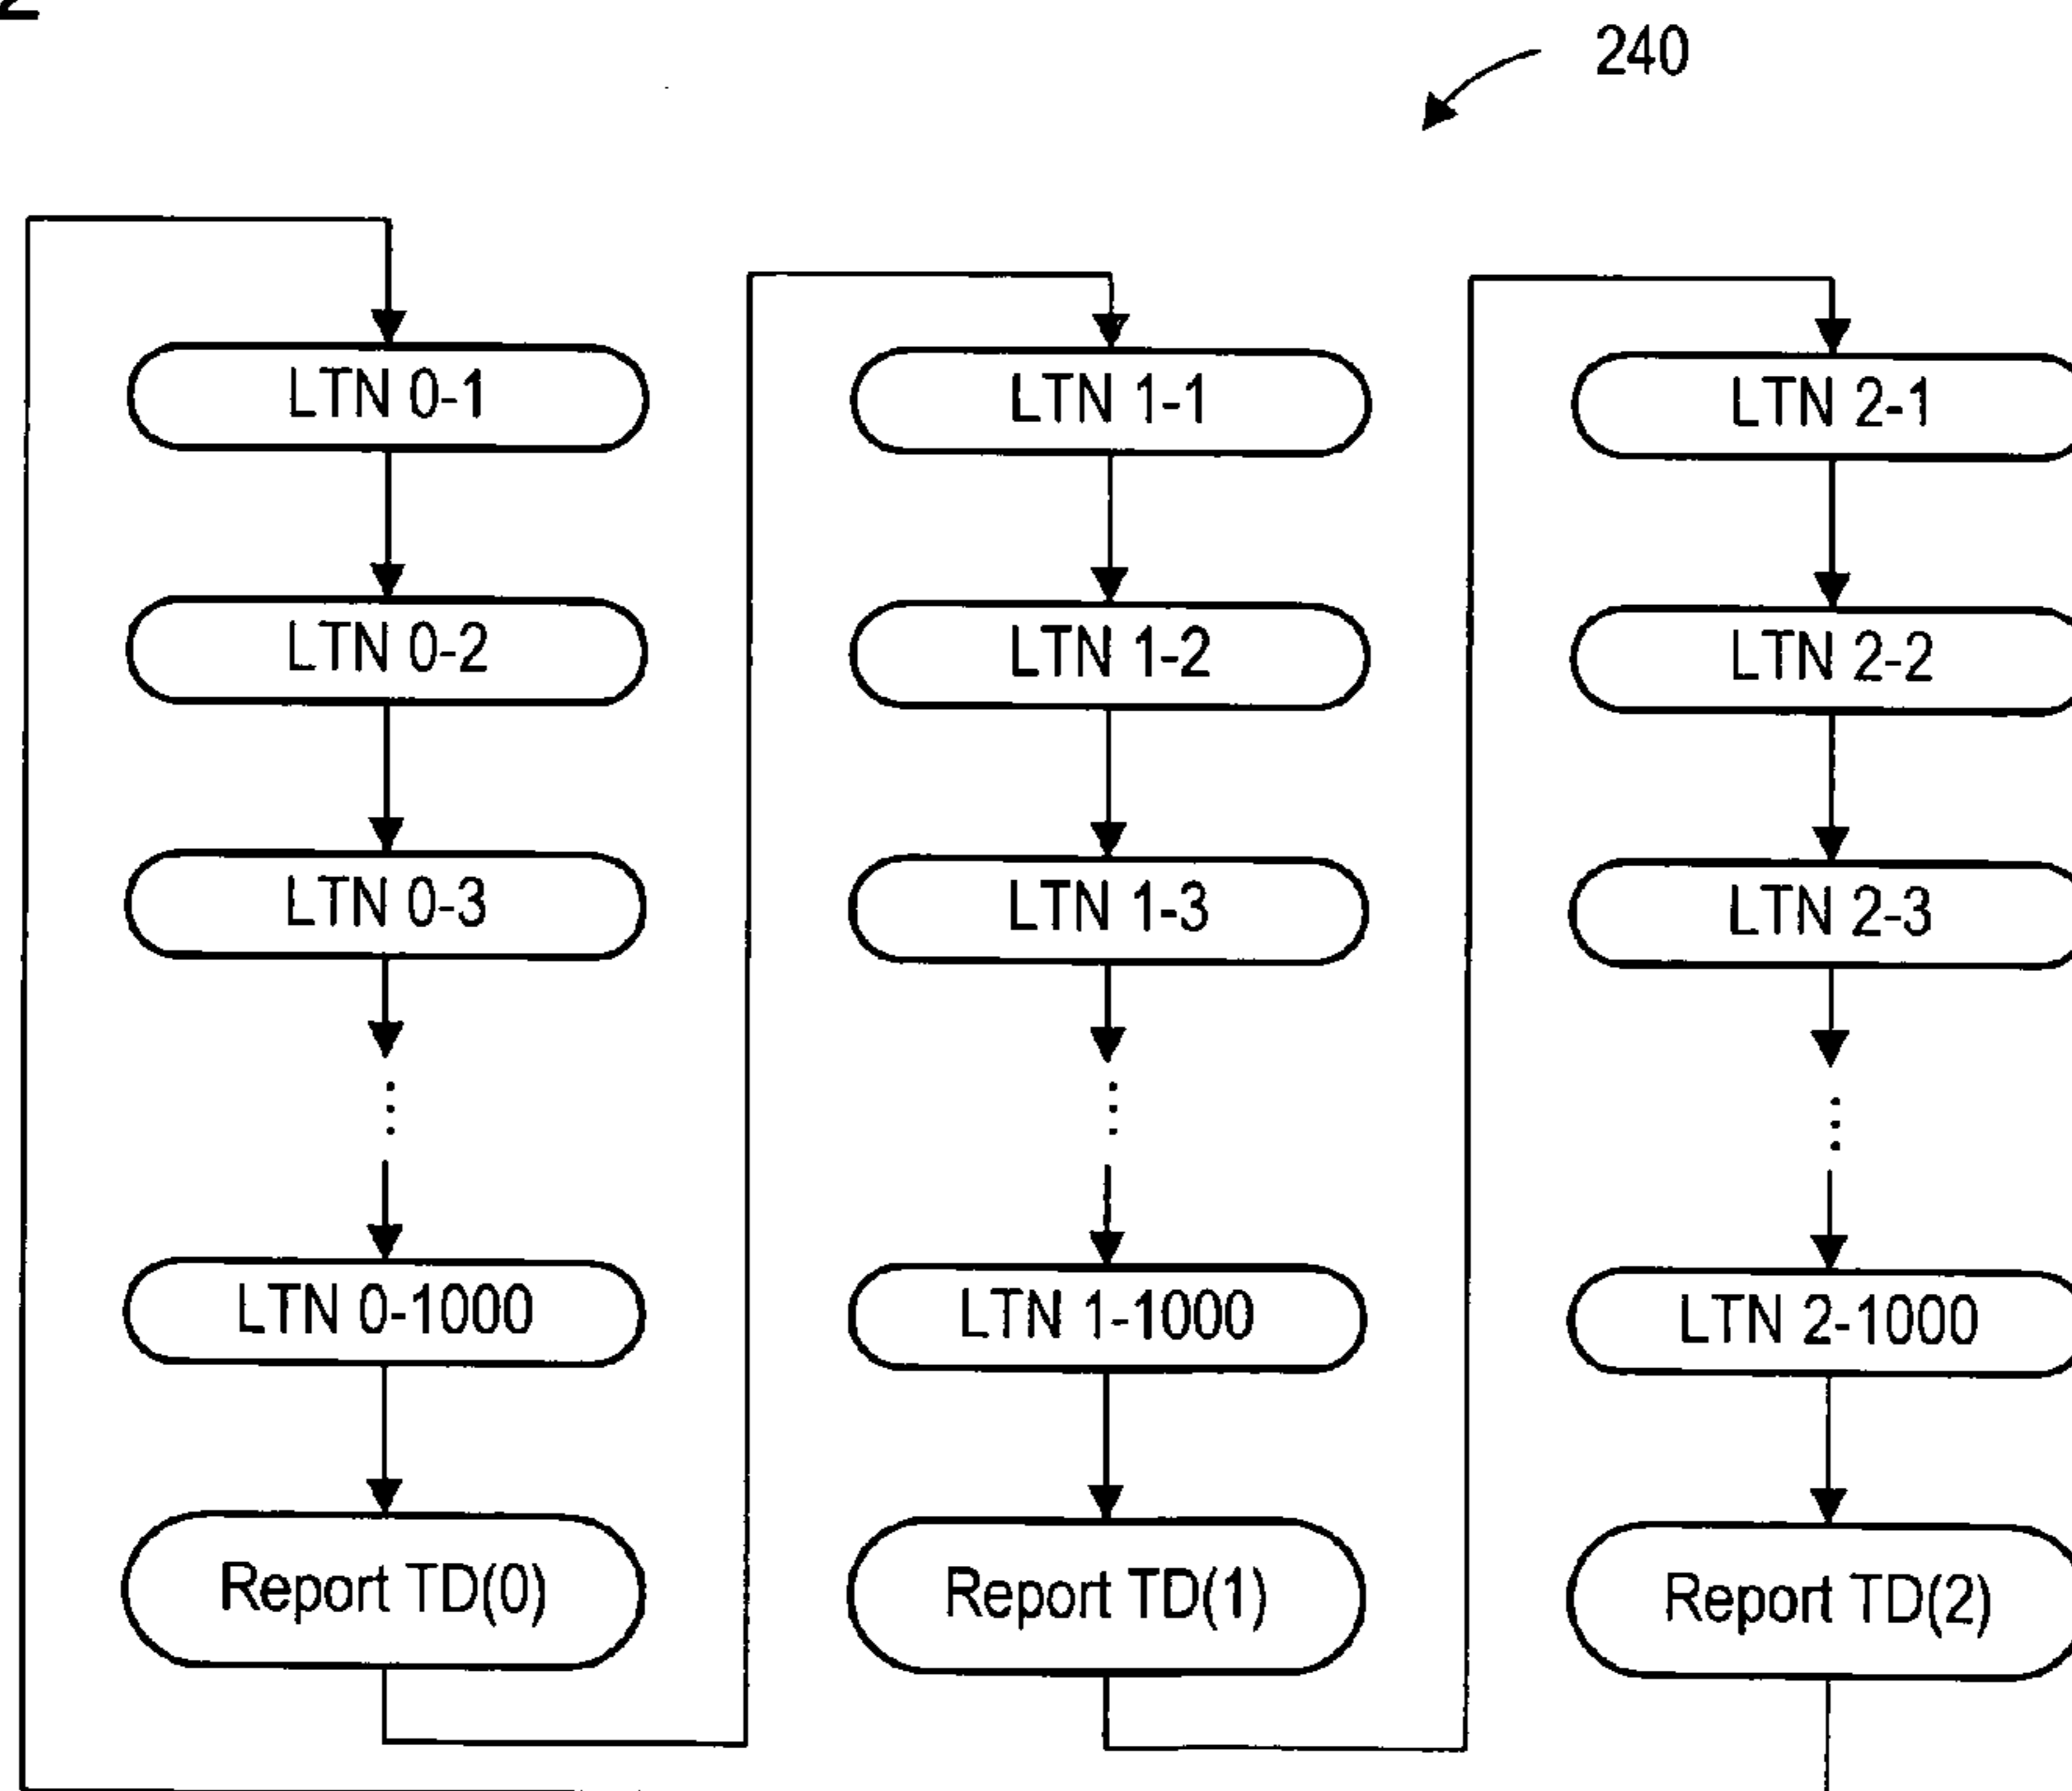 240
LTN 0-1
LTN 0-2
LTN 0-3
LTN 0-1000
Report TD(0)
LTN 1-1
LTN 1-2
LTN 1-3
LTN 1-1000
Report TD(1)
LTN 2-1
LTN 2-2
LTN 2-3
LTN 2-1000
Report TD(2)